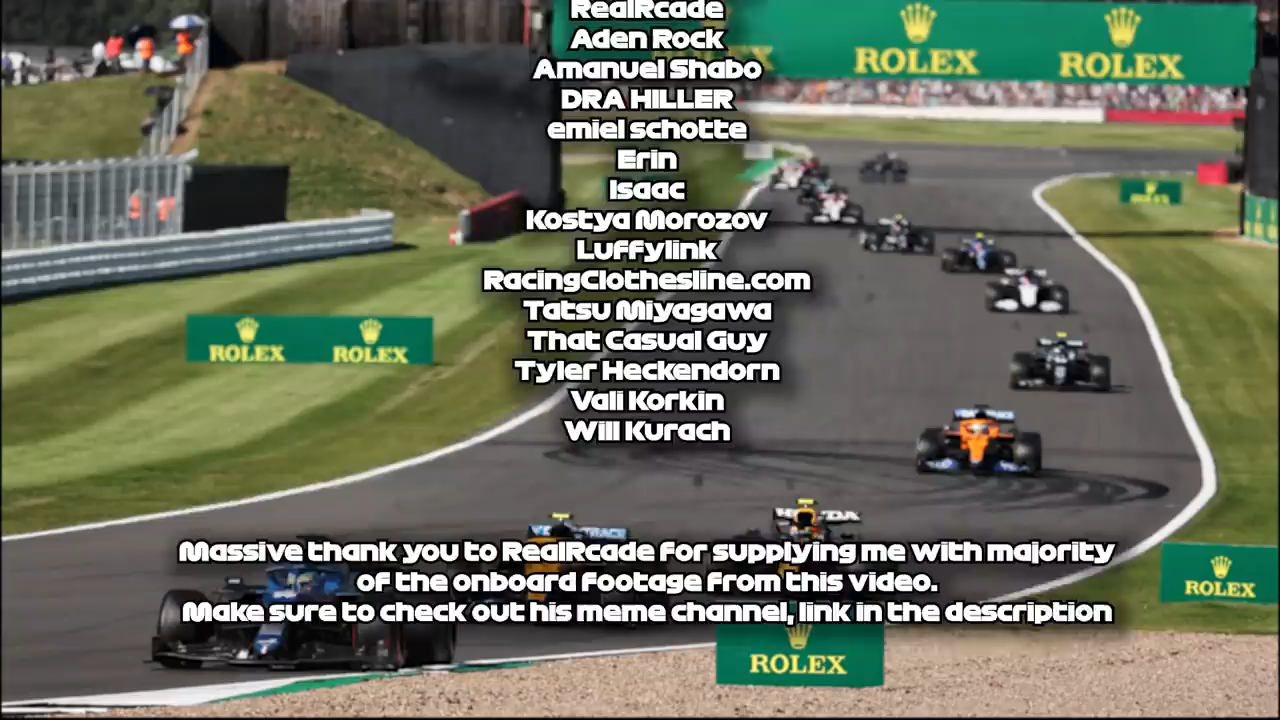 RealRcade
Aden Rock
Amanuel Shabo
DRA HILLER
emiel schotte
Erin
Isaac
Kostya Morozov
Luffylink
RacingClothesline.com
Tatsu Miyagawa
That Casual Guy
Tyler Heckendorn
Vali Korkin
Will Kurach
ROLEX
ROLEX
ROLEX
ROLEX
HONDA
Massive thank you to RealRcade for supplying me with majority
of the onboard footage from this video.
Make sure to check out his meme channel, link in the description
ROLEX
ROLEX